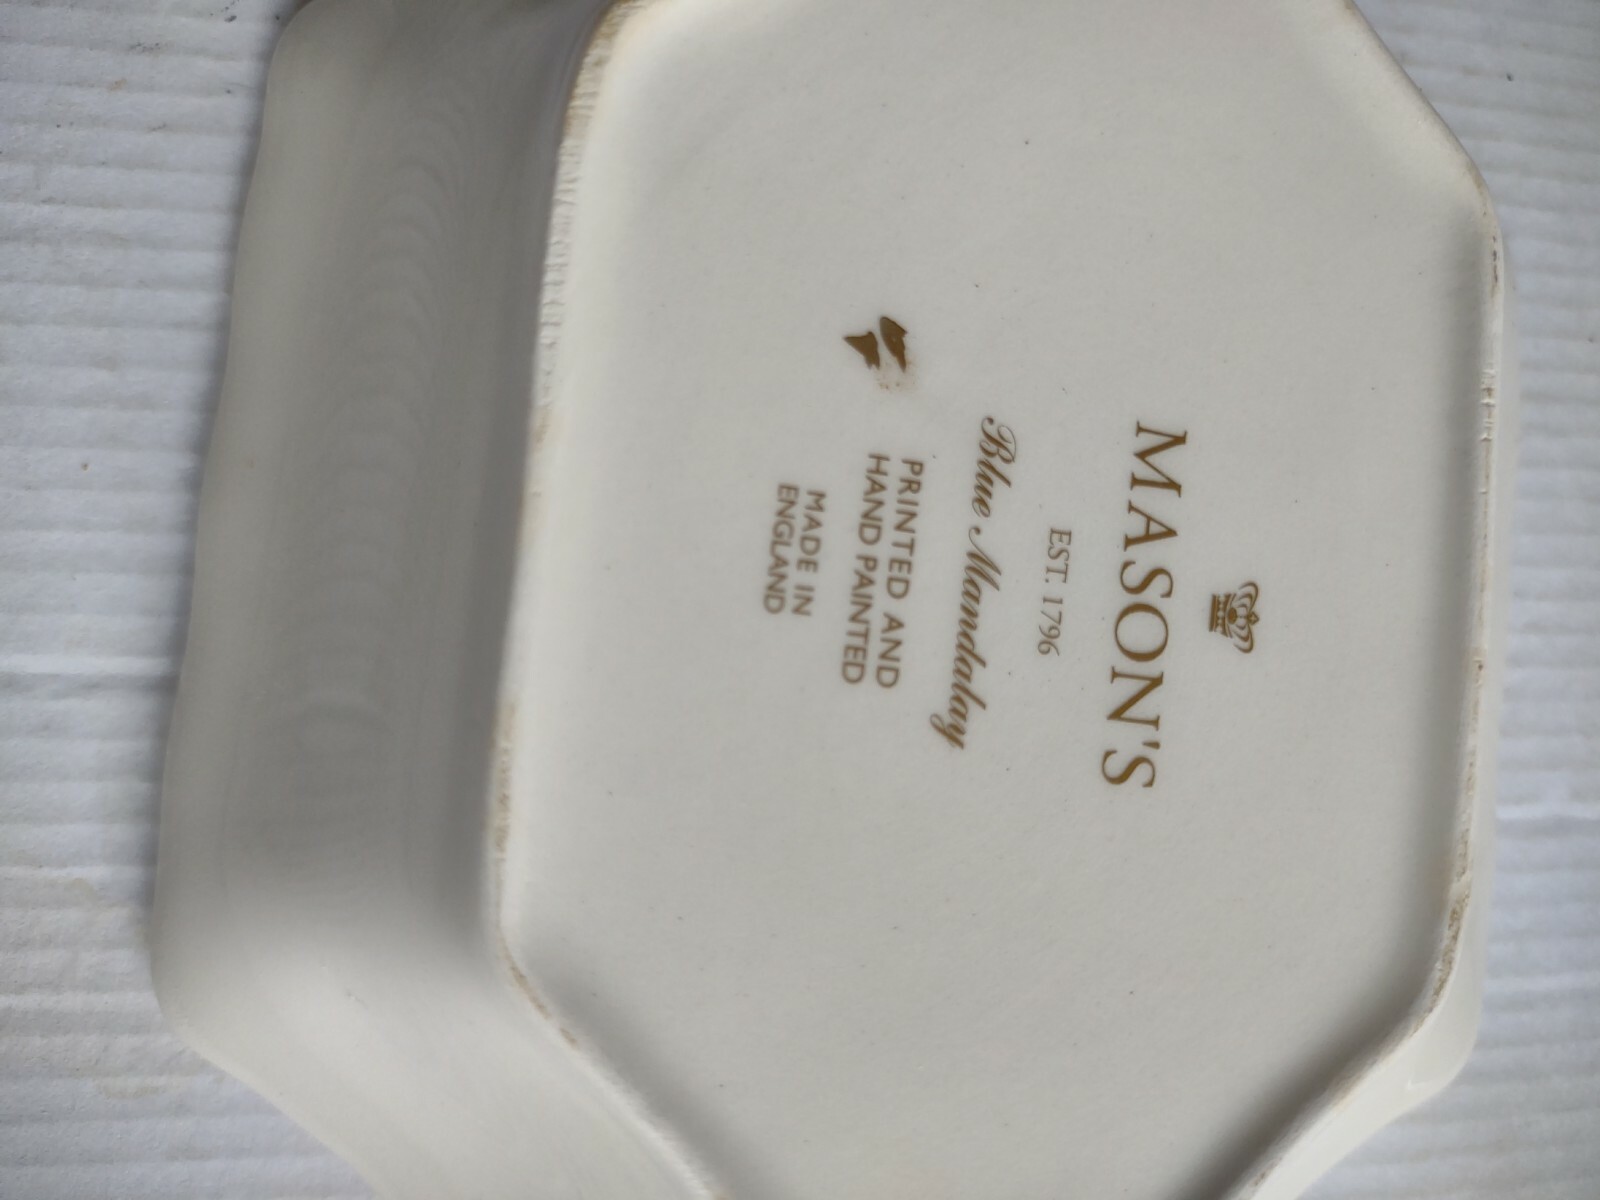 MASON'S
EST. 1796
Blue Mandalay
PRINTED AND
HAND PAINTED
MADE IN
ENGLAND